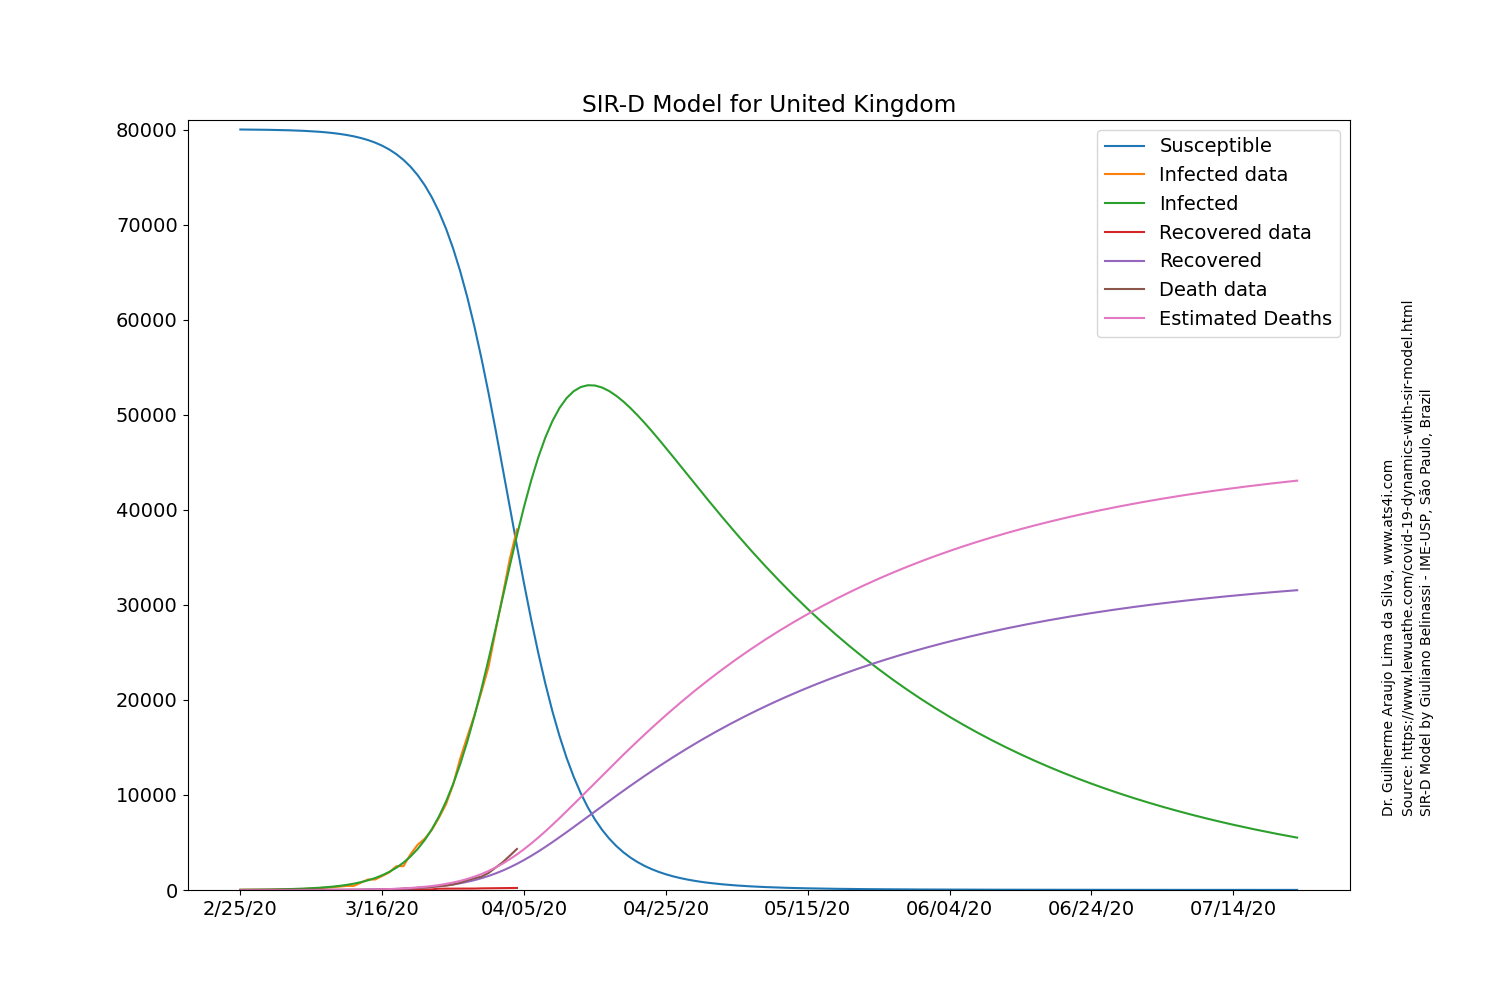 SIR-D Model for United Kingdom
80000
70000
60000
50000
40000
30000
20000
10000
0
2/25/20
3/16/20
04/05/20
04/25/20
05/15/20
06/04/20
06/24/20
07/14/20
Susceptible
Infected data
Infected
Recovered data
Recovered
Death data
Estimated Deaths
Dr. Guilherme Araujo Lima da Silva, www.ats4i.com
Source: https://www.lewuathe.com/covid-19-dynamics-with-sir-model.html
SIR-D Model by Giuliano Belinassi - IME-USP, São Paulo, Brazil